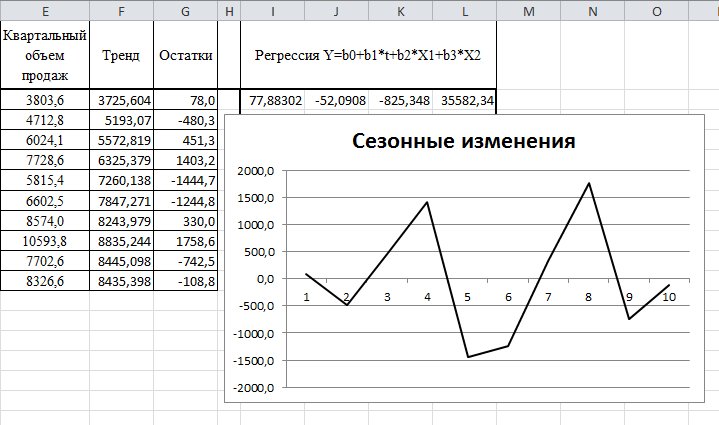 E F G H I J K L M N O
Квартальный объем продаж Тренд Остатки Регрессия Y=b0+b1*t+b2*X1+b3*X2
3803,6 3725,604 78,0 77,88302 -52,0908 -825,348 35582,34
4712,8 5193,07 -480,3
6024,1 5572,819 451,3
7728,6 6325,379 1403,2
5815,4 7260,138 -1444,7
6602,5 7847,271 -1244,8
8574,0 8243,979 330,0
10593,8 8835,244 1758,6
7702,6 8445,098 -742,5
8326,6 8435,398 -108,8
Сезонные изменения
2000,0
1500,0
1000,0
500,0
0,0
-500,0
-1000,0
-1500,0
-2000,0
1 2 3 4 5 6 7 8 9 10